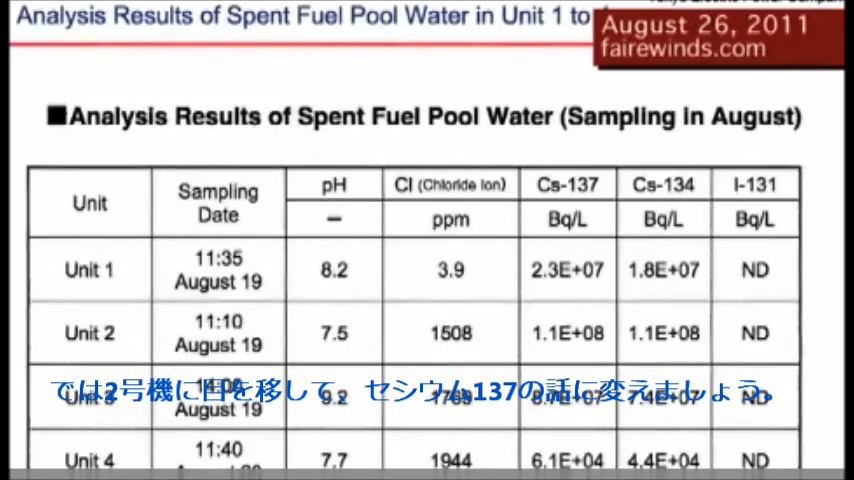 Analysis Results of Spent Fuel Pool Water in Unit 1 to
August 26, 2011
fairewinds.com
■Analysis Results of Spent Fuel Pool Water (Sampling in August)
Unit Sampling Date pH Cl (Chloride Ion) Cs-137 Cs-134 I-131
– ppm Bq/L Bq/L Bq/L
Unit 1 11:35 August 19 8.2 3.9 2.3E+07 1.8E+07 ND
Unit 2 11:10 August 19 7.5 1508 1.1E+08 1.1E+08 ND
では2号機に目を移して、セシウム137の話に変えましょう。
August 19 9.2 ND
Unit 4 11:40 7.7 1944 6.1E+04 4.4E+04 ND